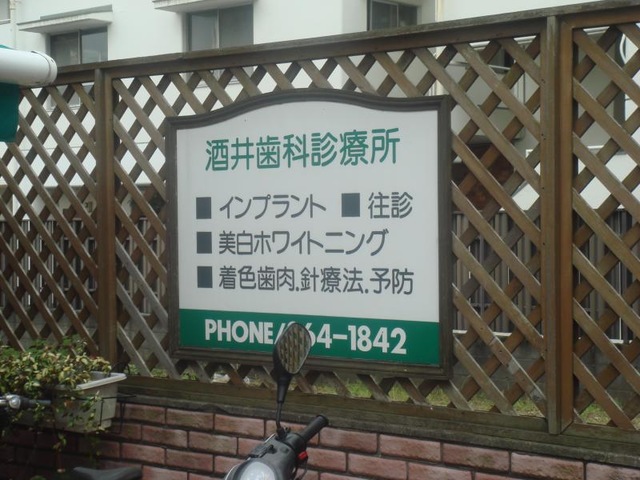 酒井歯科診療所
■ インプラント ■ 往診
■ 美白ホワイトニング
■ 着色歯肉.針療法.予防
PHONE/ 64-1842